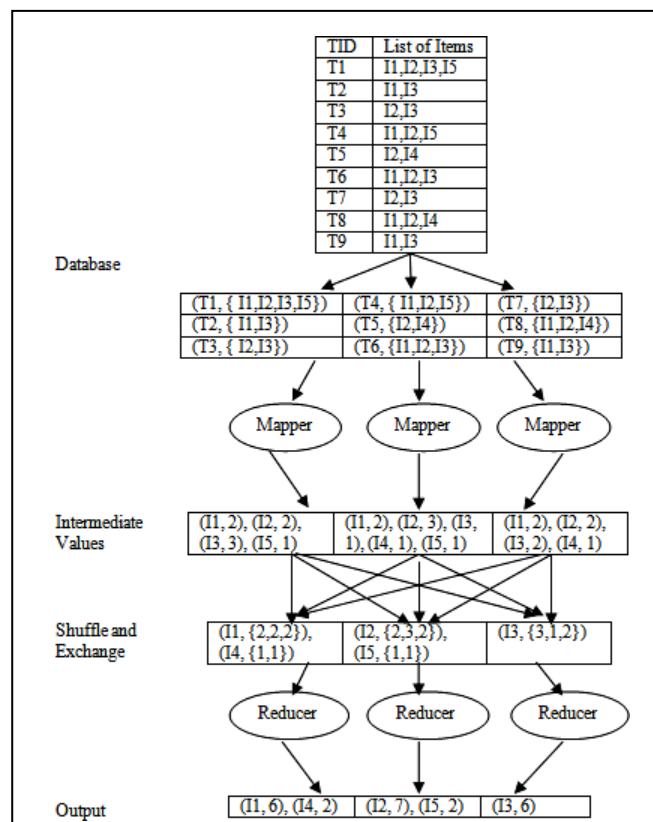 TID List of Items
T1 I1,I2,I3,I5
T2 I1,I3
T3 I2,I3
T4 I1,I2,I5
T5 I2,I4
T6 I1,I2,I3
T7 I2,I3
T8 I1,I2,I4
T9 I1,I3
Database
(T1, { I1,I2,I3,I5}) (T4, { I1,I2,I5}) (T7, {I2,I3})
(T2, { I1,I3}) (T5, {I2,I4}) (T8, {I1,I2,I4})
(T3, { I2,I3}) (T6, {I1,I2,I3}) (T9, {I1,I3})
Mapper Mapper Mapper
Intermediate
Values
(I1, 2), (I2, 2),
(I3, 3), (I5, 1)
(I1, 2), (I2, 3), (I3,
1), (I4, 1), (I5, 1)
(I1, 2), (I2, 2),
(I3, 2), (I4, 1)
Shuffle and
Exchange
(I1, {2,2,2}),
(I4, {1,1})
(I2, {2,3,2}),
(I5, {1,1})
(I3, {3,1,2})
Reducer Reducer Reducer
Output
(I1, 6), (I4, 2) (I2, 7), (I5, 2) (I3, 6)